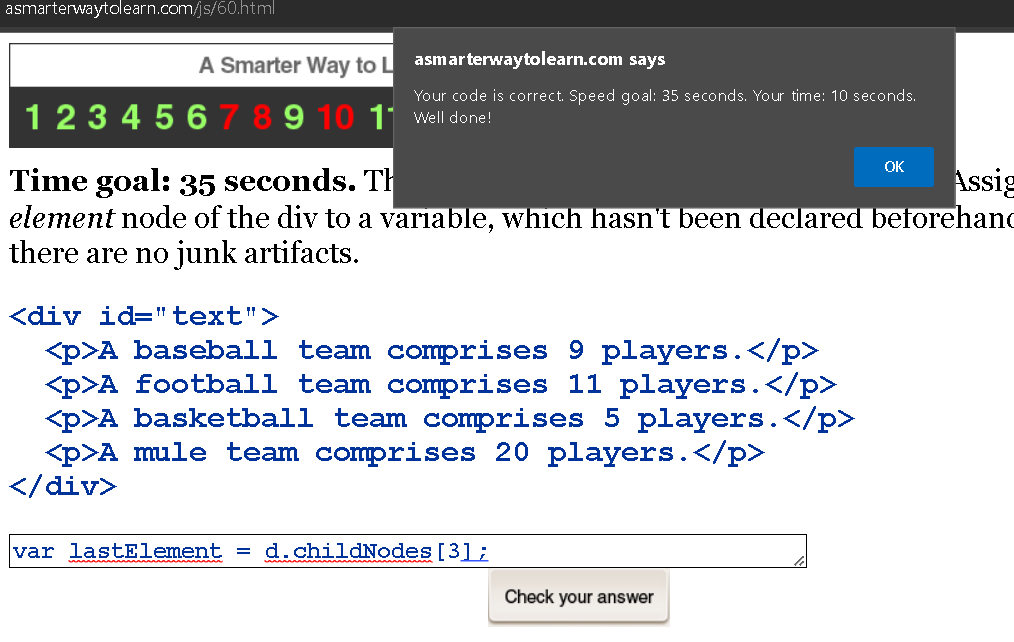 asmarterwaytolearn.com/js/60.html
A Smarter Way to L
asmarterwaytolearn.com says
Your code is correct. Speed goal: 35 seconds. Your time: 10 seconds.
Well done!
OK
1 2 3 4 5 6 7 8 9 10 11
Time goal: 35 seconds. Th Assig
element node of the div to a variable, which hasn't been declared beforehand
there are no junk artifacts.
<div id="text">
<p>A baseball team comprises 9 players.</p>
<p>A football team comprises 11 players.</p>
<p>A basketball team comprises 5 players.</p>
<p>A mule team comprises 20 players.</p>
</div>
var lastElement = d.childNodes[3];
Check your answer